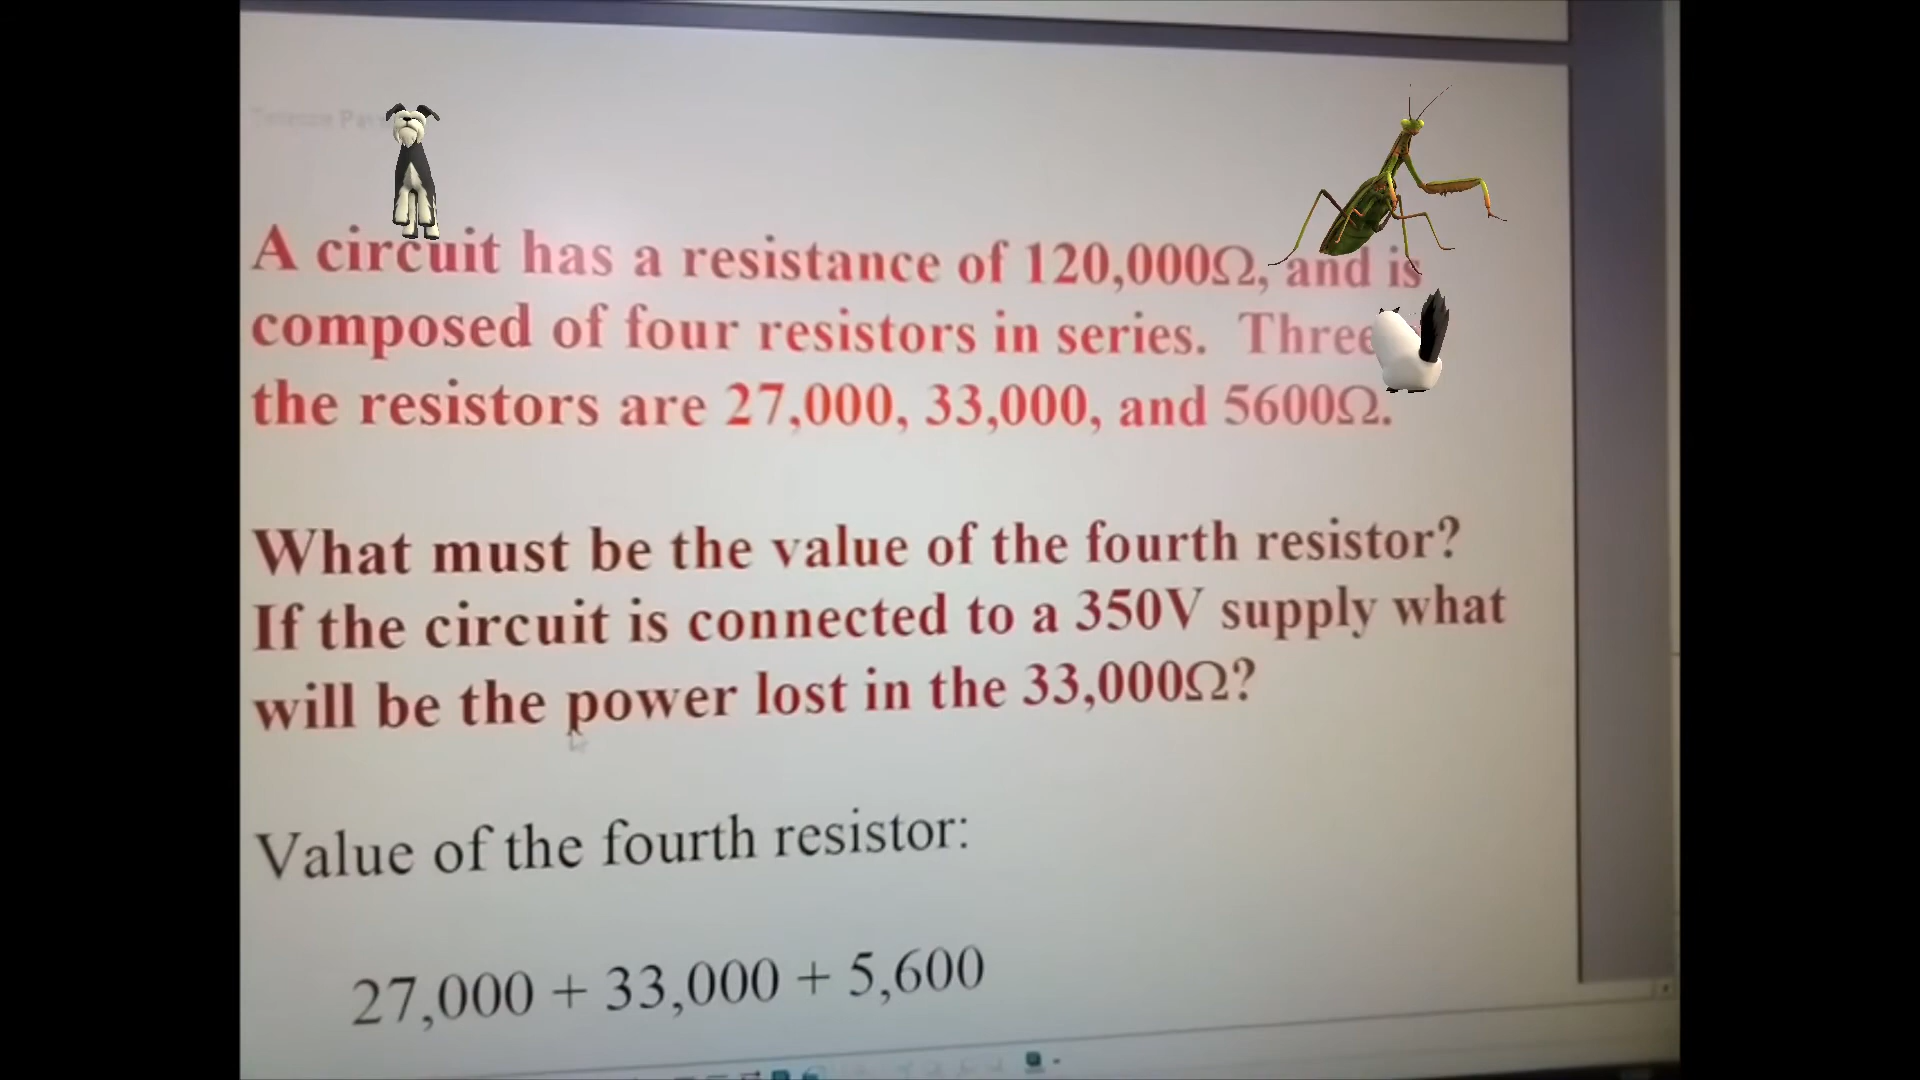 A circuit has a resistance of 120,000Ω, and is
composed of four resistors in series. Three
the resistors are 27,000, 33,000, and 5600Ω.
What must be the value of the fourth resistor?
If the circuit is connected to a 350V supply what
will be the power lost in the 33,000Ω?
Value of the fourth resistor:
27,000 + 33,000 + 5,600